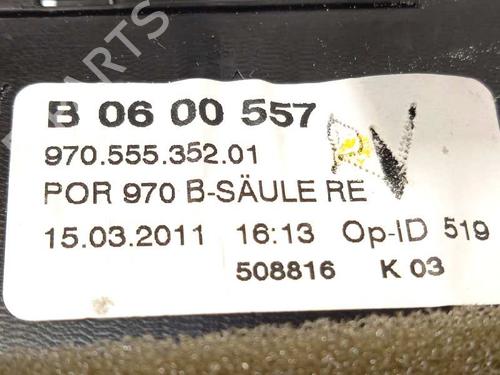 PARTS
B 06 00 557
970.555.352.01
POR 970 B-SÄULE RE
15.03.2011 16:13 Op-ID 519
508816 K 03